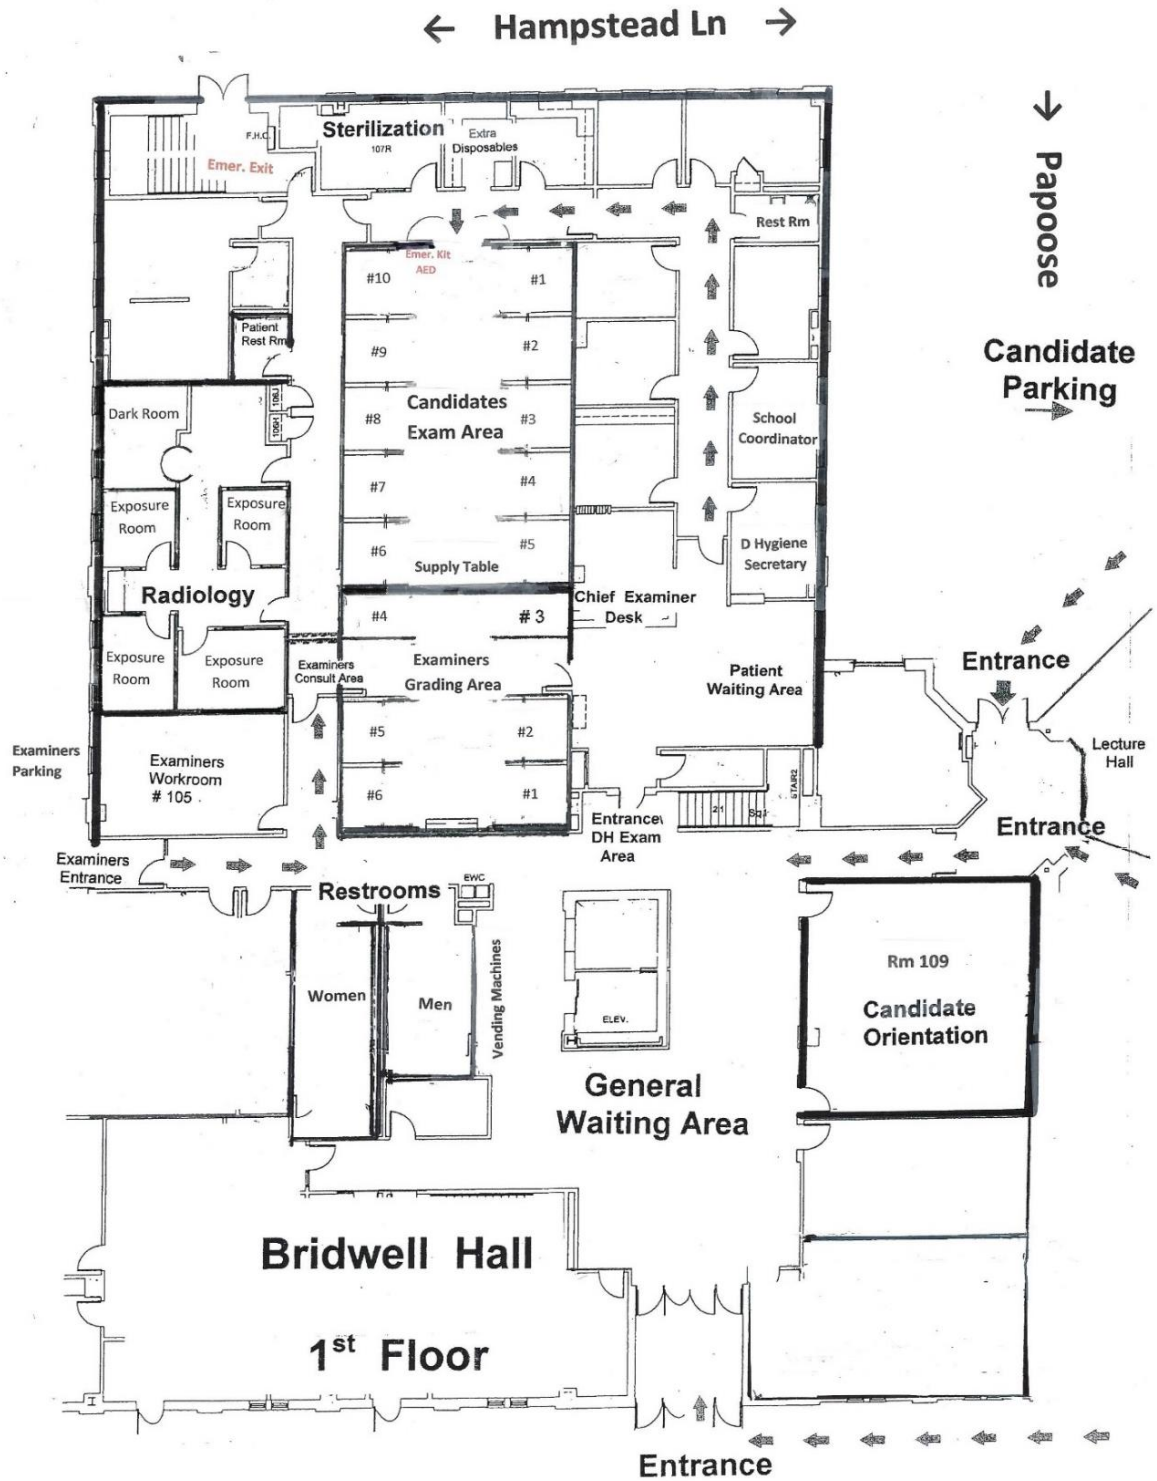 ← Hampstead Ln →
→ Papoose
Candidate
Parking
→
F.H.C.
Sterilization
107R
Extra
Disposables
Emer. Exit
Rest Rm
Emer. Kit
AED
#10
#1
#9
#2
#8
#3
#7
#4
#6
#5
Candidates
Exam Area
Supply Table
Patient
Rest Rm
106J
106H
Dark Room
Exposure
Room
Exposure
Room
Radiology
Exposure
Room
Exposure
Room
School
Coordinator
D Hygiene
Secretary
Chief Examiner
Desk
#4
# 3
Examiners
Consult Area
Examiners
Grading Area
Patient
Waiting Area
#5
#2
#6
#1
Entrance
Lecture
Hall
Examiners
Parking
Examiners
Workroom
# 105
STAIR2
21
Entrance
DH Exam
Area
Entrance
Examiners
Entrance
Restrooms
EWC
Women
Men
Vending Machines
ELEV.
Rm 109
Candidate
Orientation
General
Waiting Area
Bridwell Hall
1st Floor
Entrance